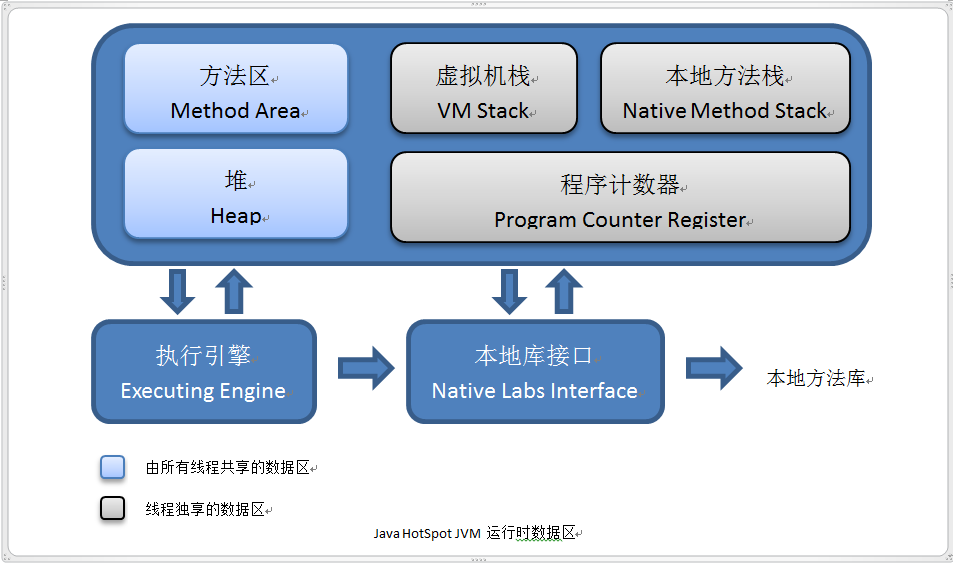 方法区
Method Area
虚拟机栈
VM Stack
本地方法栈
Native Method Stack
堆
Heap
程序计数器
Program Counter Register
执行引擎
Executing Engine
本地库接口
Native Labs Interface
本地方法库
由所有线程共享的数据区
线程独享的数据区
Java HotSpot JVM 运行时数据区